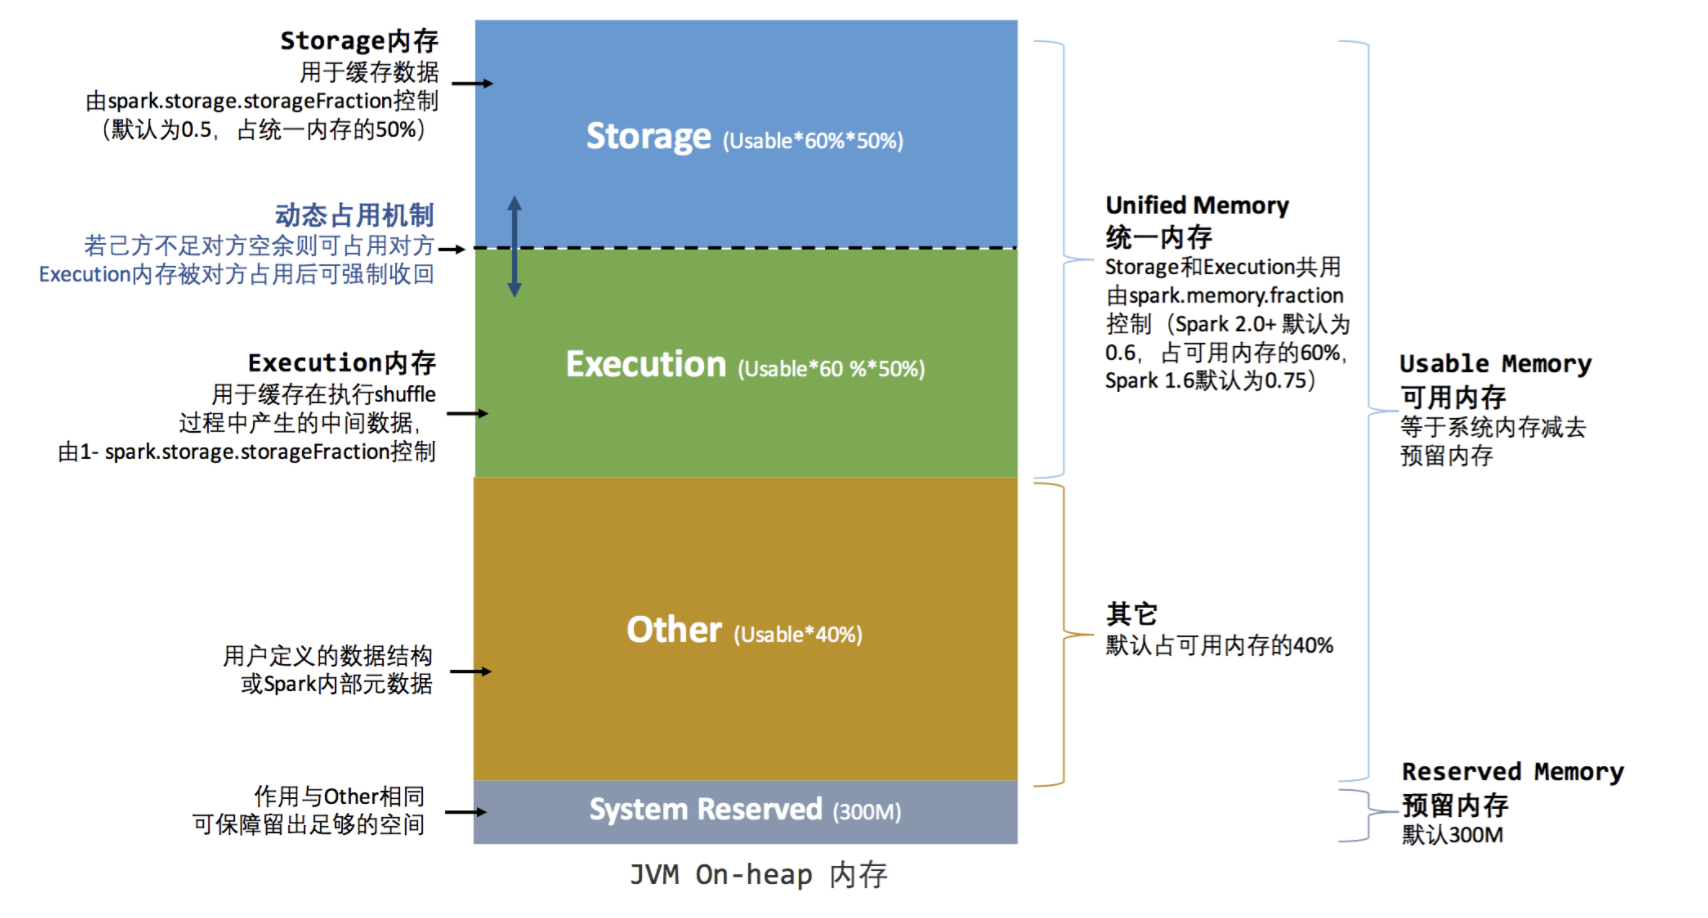 Storage内存
用于缓存数据
由spark.storage.storageFraction控制
（默认为0.5，占统一内存的50%）
动态占用机制
若己方不足对方空余则可占用对方
Execution内存被对方占用后可强制收回
Execution内存
用于缓存在执行shuffle
过程中产生的中间数据，
由1- spark.storage.storageFraction控制
用户定义的数据结构
或Spark内部元数据
作用与Other相同
可保障留出足够的空间
Storage (Usable*60%*50%)
Execution (Usable*60 %*50%)
Other (Usable*40%)
System Reserved (300M)
JVM On-heap 内存
Unified Memory
统一内存
Storage和Execution共用
由spark.memory.fraction
控制（Spark 2.0+ 默认为
0.6，占可用内存的60%，
Spark 1.6默认为0.75）
其它
默认占可用内存的40%
Usable Memory
可用内存
等于系统内存减去
预留内存
Reserved Memory
预留内存
默认300M